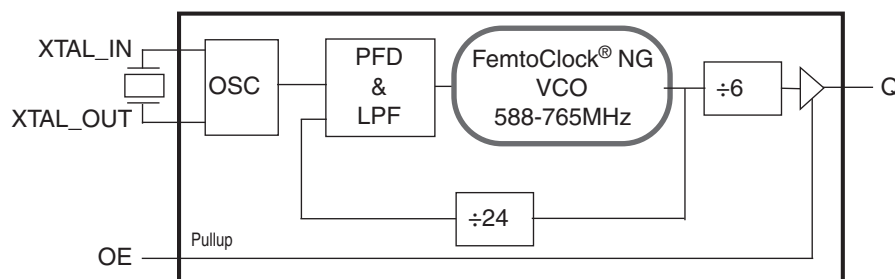 XTAL_IN
XTAL_OUT
OSC
PFD
&
LPF
FemtoClock® NG
VCO
588-765MHz
÷6
Q
÷24
OE
Pullup